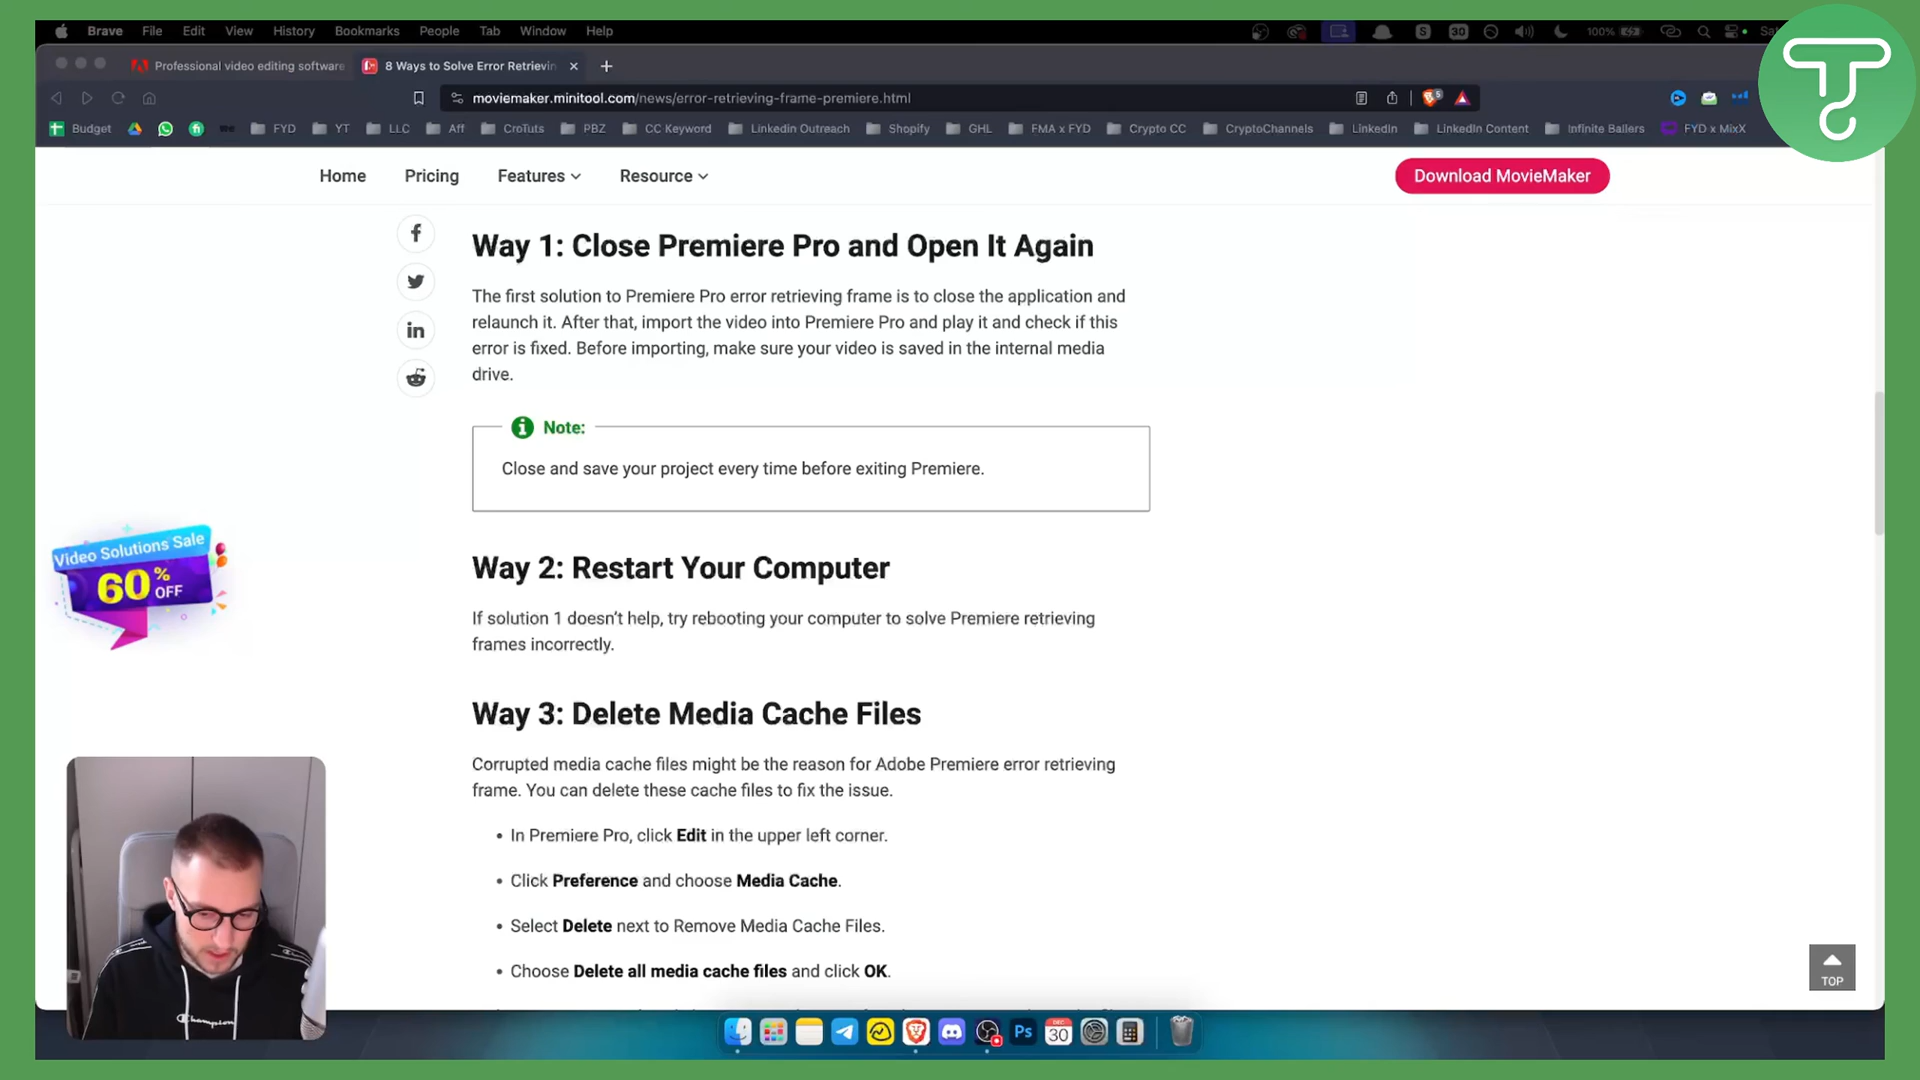 Brave File Edit View History Bookmarks People Tab Window Help
30
100%
Professional video editing software
8 Ways to Solve Error Retrievin
moviemaker.minitool.com/news/error-retrieving-frame-premiere.html
Budget FYD YT LLC Aff CroTuts PBZ CC Keyword Linkedin Outreach Shopify GHL FMA x FYD Crypto CC CryptoChannels LinkedIn LinkedIn Content Infinite Ballers FYD x MixX
Home Pricing Features Resource Download MovieMaker
Way 1: Close Premiere Pro and Open It Again
The first solution to Premiere Pro error retrieving frame is to close the application and
relaunch it. After that, import the video into Premiere Pro and play it and check if this
error is fixed. Before importing, make sure your video is saved in the internal media
drive.
Note:
Close and save your project every time before exiting Premiere.
Video Solutions Sale
60% OFF
Way 2: Restart Your Computer
If solution 1 doesn’t help, try rebooting your computer to solve Premiere retrieving
frames incorrectly.
Way 3: Delete Media Cache Files
Corrupted media cache files might be the reason for Adobe Premiere error retrieving
frame. You can delete these cache files to fix the issue.
• In Premiere Pro, click Edit in the upper left corner.
• Click Preference and choose Media Cache.
• Select Delete next to Remove Media Cache Files.
• Choose Delete all media cache files and click OK.
TOP
Champion
Ps
DEC
30